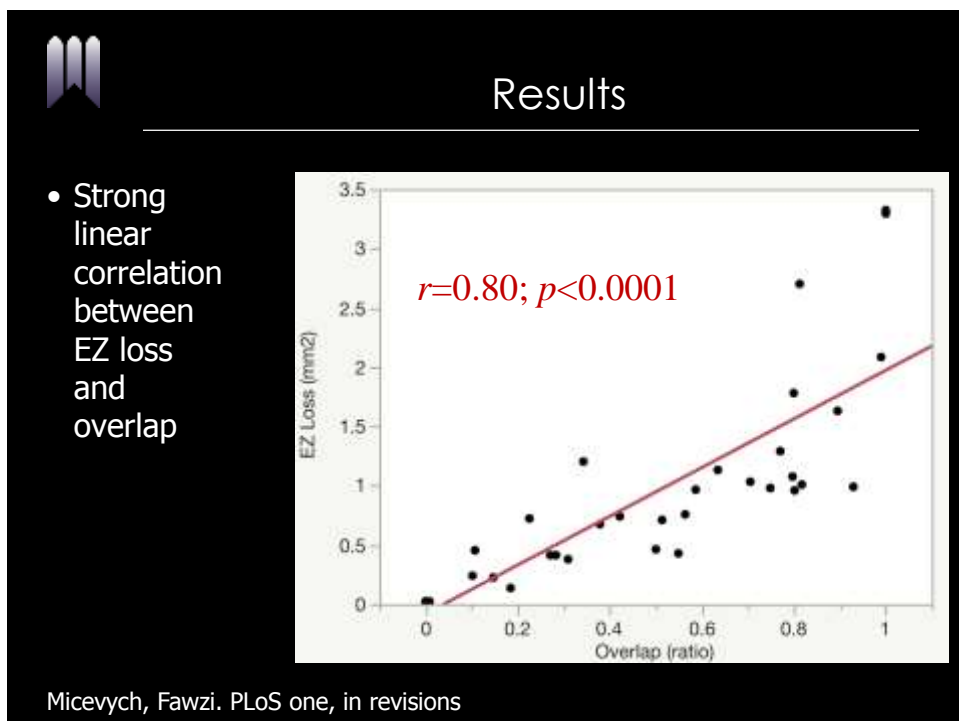 Results
• Strong
linear
correlation
between
EZ loss
and
overlap
r=0.80; p<0.0001
3.5
3
2.5
2
1.5
1
0.5
0
EZ Loss (mm2)
0
0.2
0.4
0.6
0.8
1
Overlap (ratio)
Micevych, Fawzi. PLoS one, in revisions